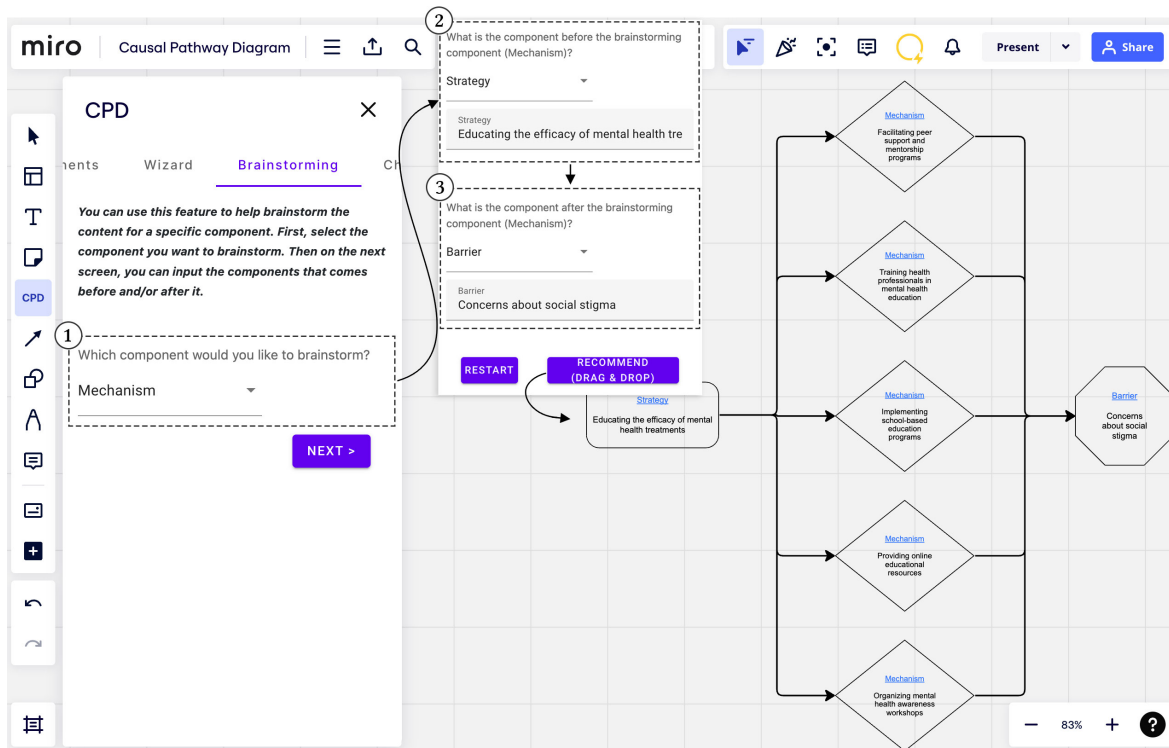 miro
Causal Pathway Diagram
Present
Share
CPD
Wizard
Brainstorming
You can use this feature to help brainstorm the
content for a specific component. First, select the
component you want to brainstorm. Then on the next
screen, you can input the components that comes
before and/or after it.
CPD
1
Which component would you like to brainstorm?
Mechanism
NEXT >
2
What is the component before the brainstorming
component (Mechanism)?
Strategy
Strategy
Educating the efficacy of mental health tre
3
What is the component after the brainstorming
component (Mechanism)?
Barrier
Barrier
Concerns about social stigma
RESTART
RECOMMEND
(DRAG & DROP)
Strategy
Educating the efficacy of mental
health treatments
Mechanism
Facilitating peer
support and
mentorship
programs
Mechanism
Training health
professionals in
mental health
education
Mechanism
Implementing
school-based
education
programs
Mechanism
Providing online
educational
resources
Mechanism
Organizing mental
health awareness
workshops
Barrier
Concerns
about social
stigma
83%